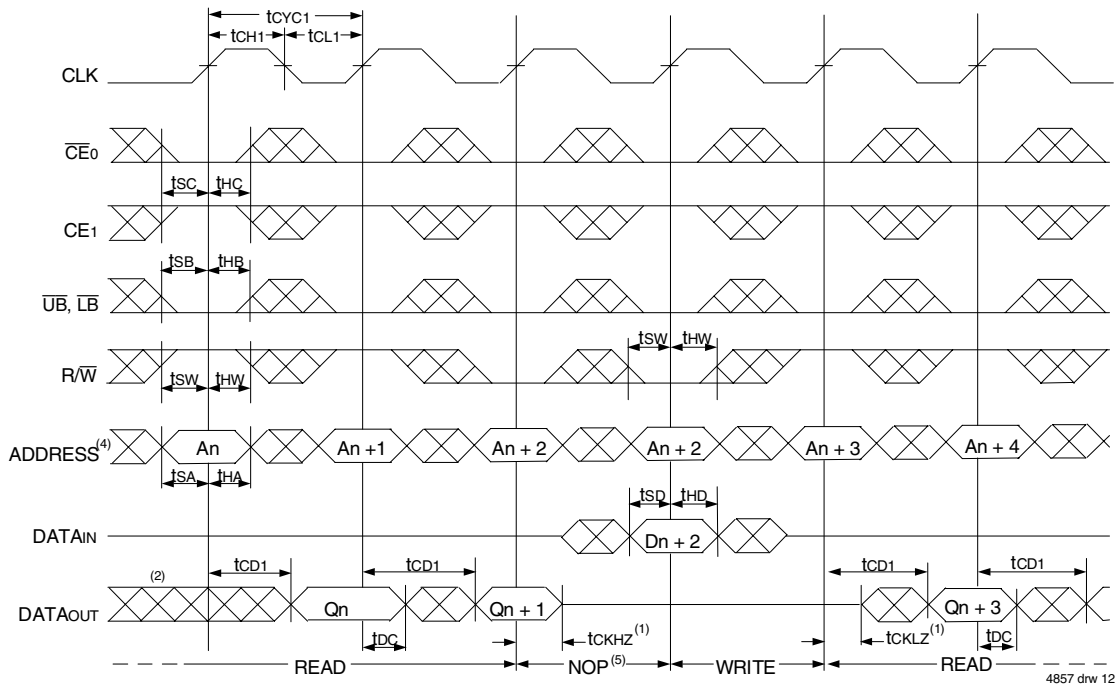 tCYC1
tCH1 tCL1
CLK
CE0
tSC tHC
CE1
tSB tHB
UB, LB
tSW tHW
R/W
tSW tHW
ADDRESS(4) An An +1 An + 2 An + 2 An + 3 An + 4
tSA tHA
tSD tHD
DATAIN Dn + 2
(2) tCD1 tCD1 tCD1 tCD1
DATAOUT Qn Qn + 1 Qn + 3
tDC tCKHZ(1) tCKLZ(1) tDC
READ NOP(5) WRITE READ
4857 drw 12